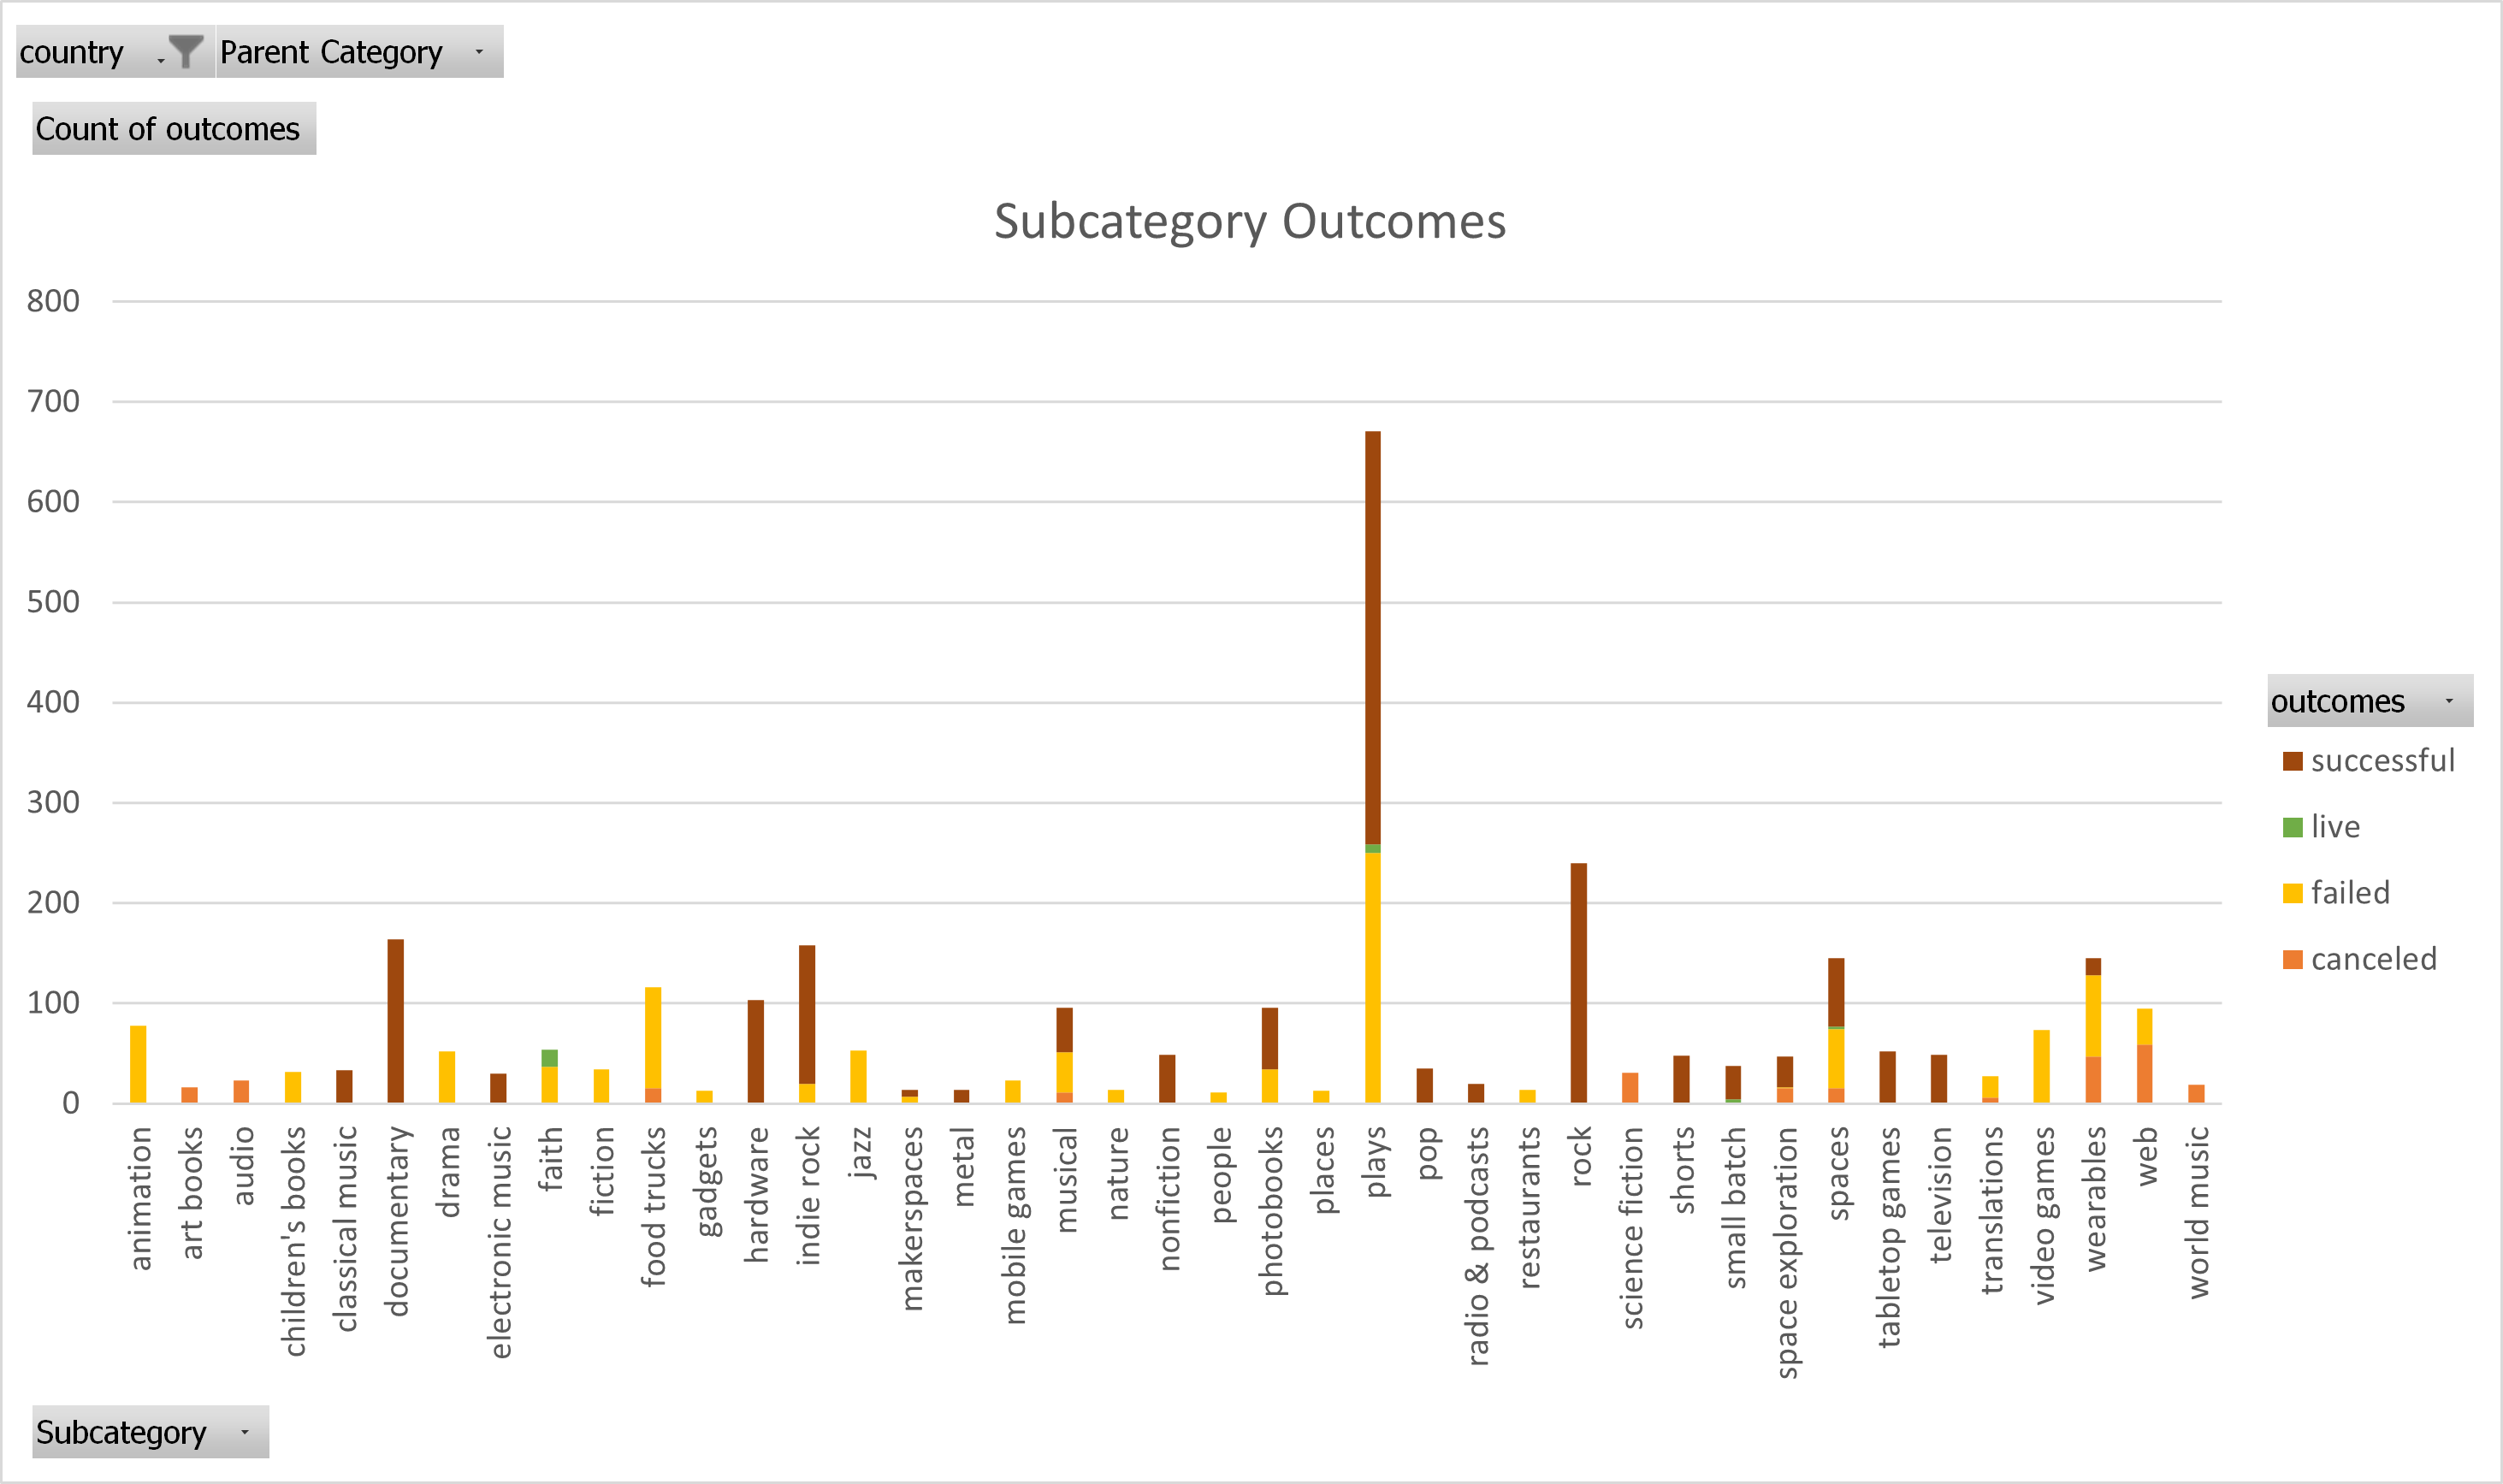 country
Parent Category
Count of outcomes
Subcategory Outcomes
800
700
600
500
400
300
200
100
0
outcomes
successful
live
failed
canceled
animation
art books
audio
children's books
classical music
documentary
drama
electronic music
faith
fiction
food trucks
gadgets
hardware
indie rock
jazz
makerspaces
metal
mobile games
musical
nature
nonfiction
people
photobooks
places
plays
pop
radio & podcasts
restaurants
rock
science fiction
shorts
small batch
space exploration
spaces
tabletop games
television
translations
video games
wearables
web
world music
Subcategory